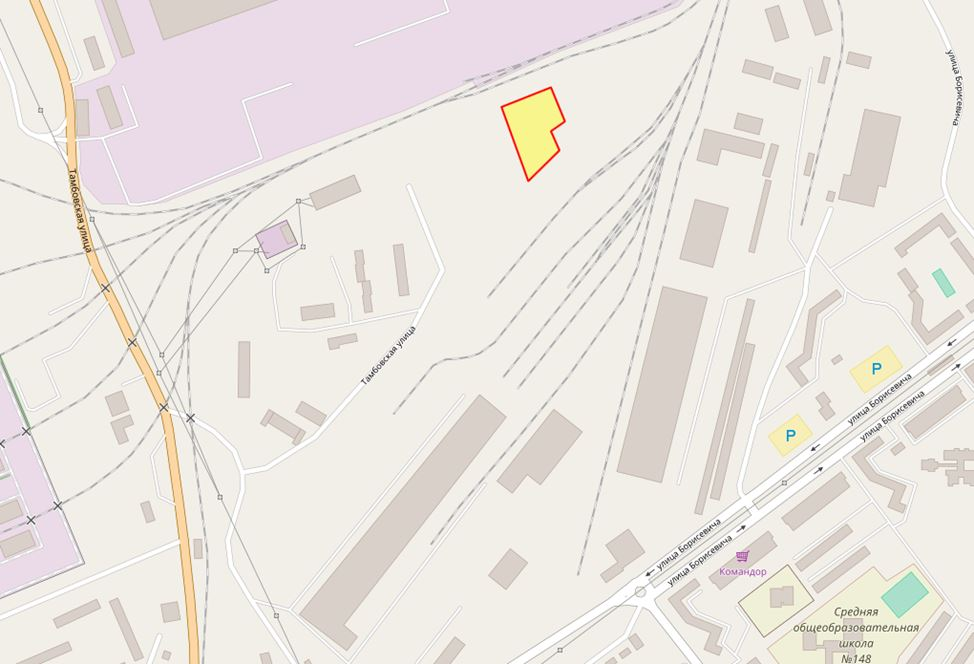 улица Борисевича
Тамбовская улица
Тамбовская улица
P
улица Борисевича
улица Борисевича
P
улица Борисевича
улица Борисевича
Командор
Средняя
общеобразовательная
школа
№148